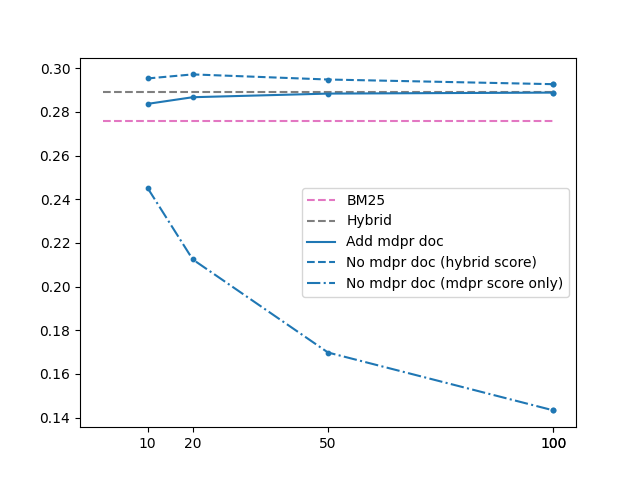 0.30
0.28
0.26
0.24
0.22
0.20
0.18
0.16
0.14
BM25
Hybrid
Add mdpr doc
No mdpr doc (hybrid score)
No mdpr doc (mdpr score only)
10 20 50 100